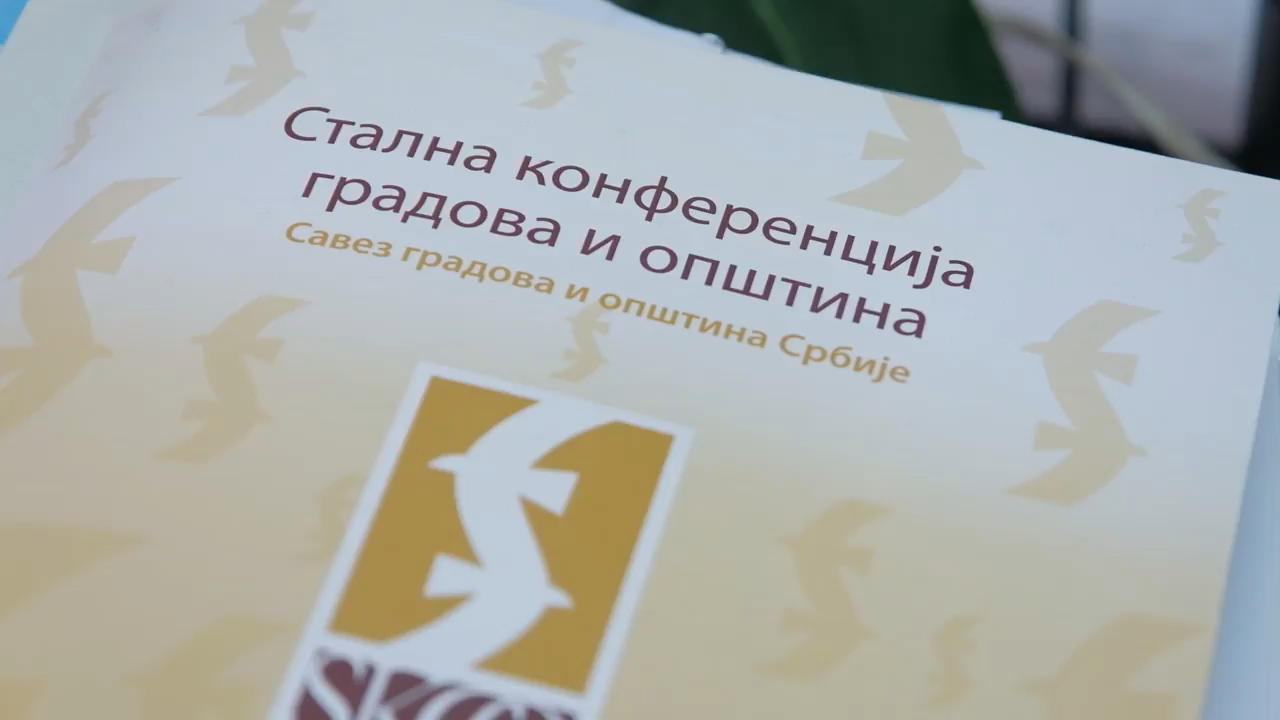 Стална конференција
градова и општина
Савез градова и општина Србије